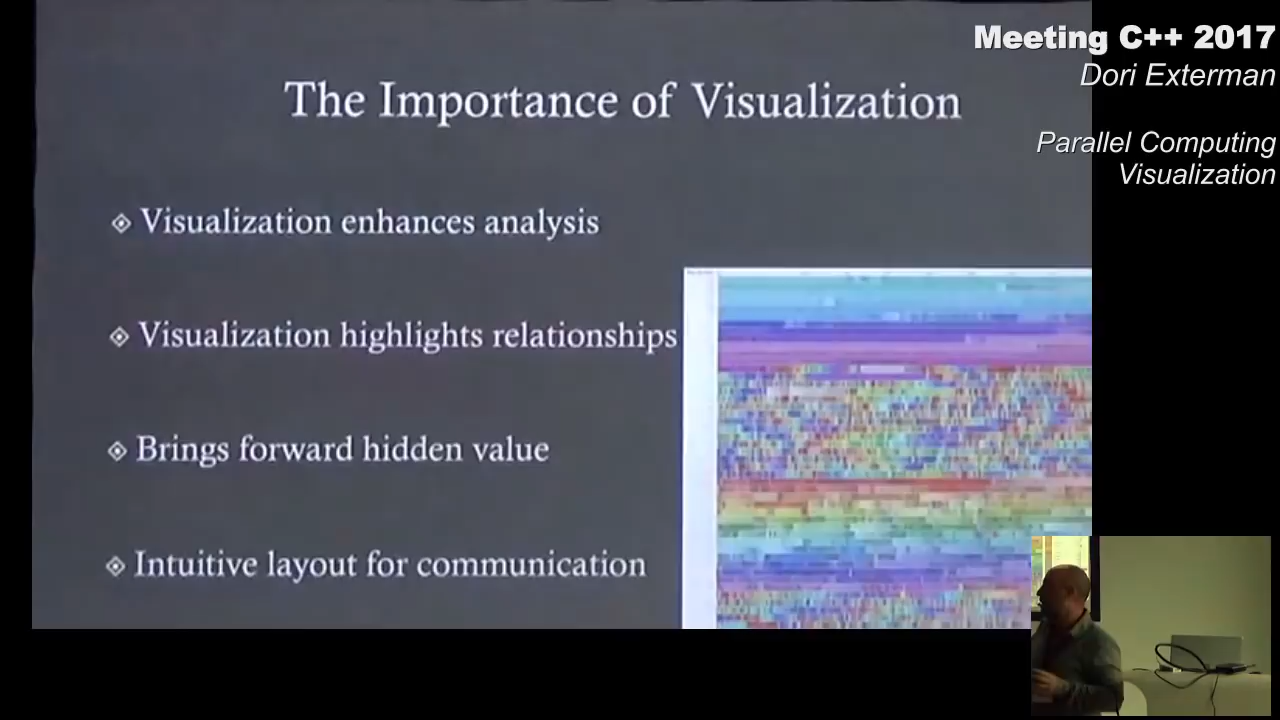 Meeting C++ 2017
Dori Exterman
Parallel Computing
Visualization
The Importance of Visualization
Visualization enhances analysis
Visualization highlights relationships
Brings forward hidden value
Intuitive layout for communication